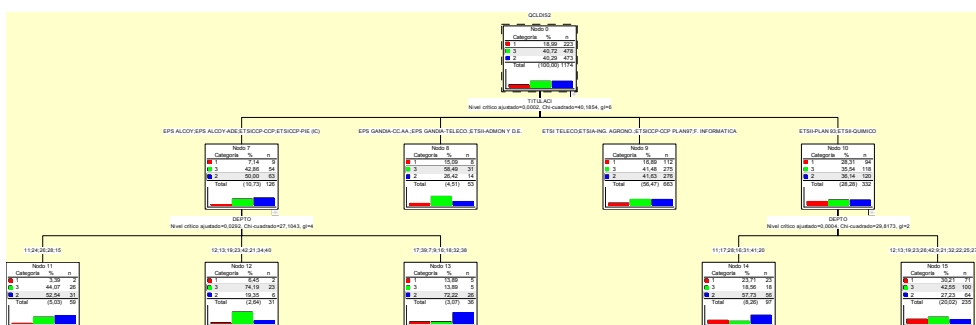 QCLDIS2
Nodo 0
Categoría % n
1 18,99 223
3 40,72 478
2 40,29 473
Total (100,00) 1174
TITULACI
Nivel crítico ajustado=0,0002, Chi-cuadrado=40,1854, gl=6
EPS ALCOY;EPS ALCOY-ADE;ETSICCP-CCP;ETSICCP-PIE (IC)
Nodo 7
Categoría % n
1 7,14 9
3 42,86 54
2 50,00 63
Total (10,73) 126
EPS GANDIA-CC.AA.;EPS GANDIA-TELECO.;ETSII-ADMON Y D.E.
Nodo 8
Categoría % n
1 15,09 8
3 58,49 31
2 26,42 14
Total (4,51) 53
ETSI TELECO;ETSIA-ING. AGRONO.;ETSICCP-CCP PLAN97;F. INFORMATICA
Nodo 9
Categoría % n
1 16,89 112
3 41,48 275
2 41,63 276
Total (56,47) 663
ETSII-PLAN 93;ETSII-QUIMICO
Nodo 10
Categoría % n
1 28,31 94
3 35,54 118
2 36,14 120
Total (28,28) 332
DEPTO
Nivel crítico ajustado=0,0292, Chi-cuadrado=27,1043, gl=4
DEPTO
Nivel crítico ajustado=0,0004, Chi-cuadrado=29,8173, gl=2
11;24;26;28;15
Nodo 11
Categoría % n
1 3,39 2
3 44,07 26
2 52,54 31
Total (5,03) 59
12;13;19;23;42;21;34;40
Nodo 12
Categoría % n
1 6,45 2
3 74,19 23
2 19,35 6
Total (2,64) 31
17;39;7;9;16;18;32;38
Nodo 13
Categoría % n
1 13,89 5
3 13,89 5
2 72,22 26
Total (3,07) 36
11;17;28;16;31;41;20
Nodo 14
Categoría % n
1 23,71 23
3 18,56 18
2 57,73 56
Total (8,26) 97
12;13;19;23;26;42;9;21;32;22;25;27
Nodo 15
Categoría % n
1 30,21 71
3 42,55 100
2 27,23 64
Total (20,02) 235